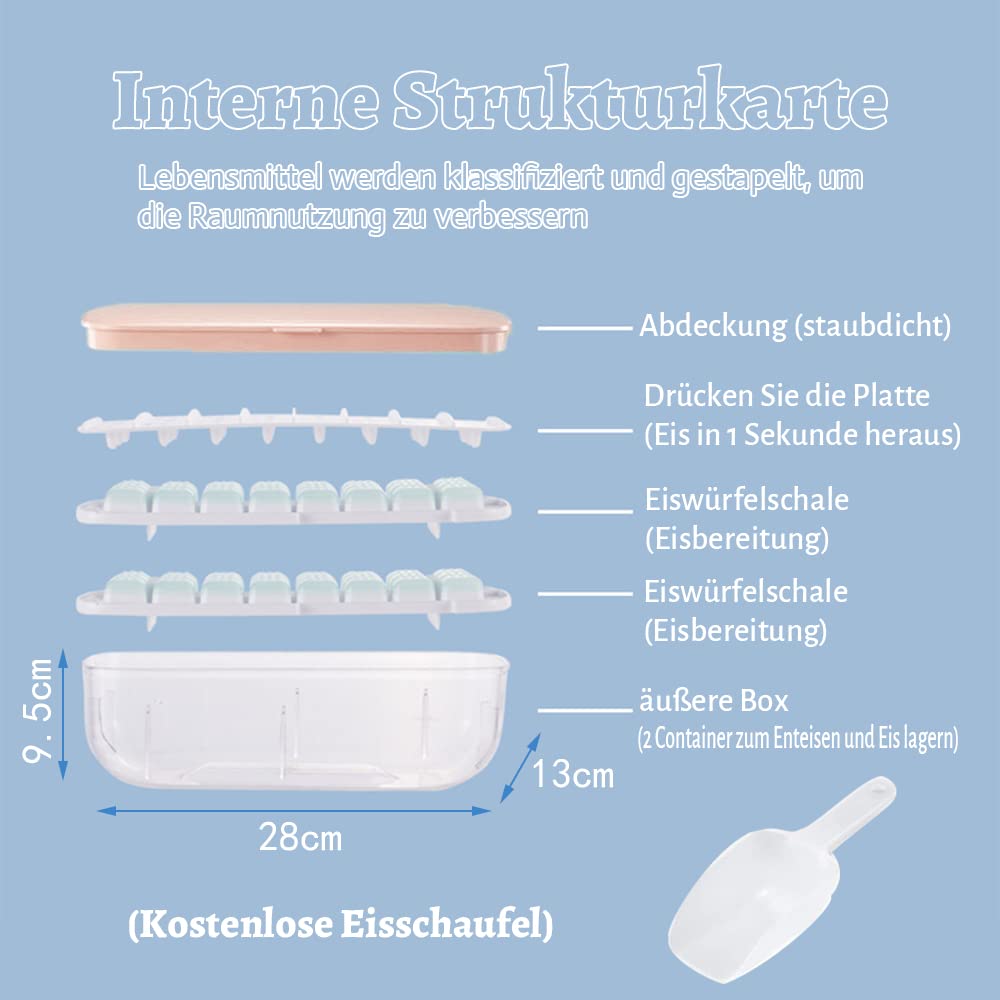 Interne Strukturkarte
Lebensmittel werden klassifiziert und gestapelt, um
die Raumnutzung zu verbessern
Abdeckung (staubdicht)
Drücken Sie die Platte
(Eis in 1 Sekunde heraus)
Eiswürfelschale
(Eisbereitung)
Eiswürfelschale
(Eisbereitung)
äußere Box
(2 Container zum Enteisen und Eis lagern)
9.5cm
13cm
28cm
(Kostenlose Eisschaufel)